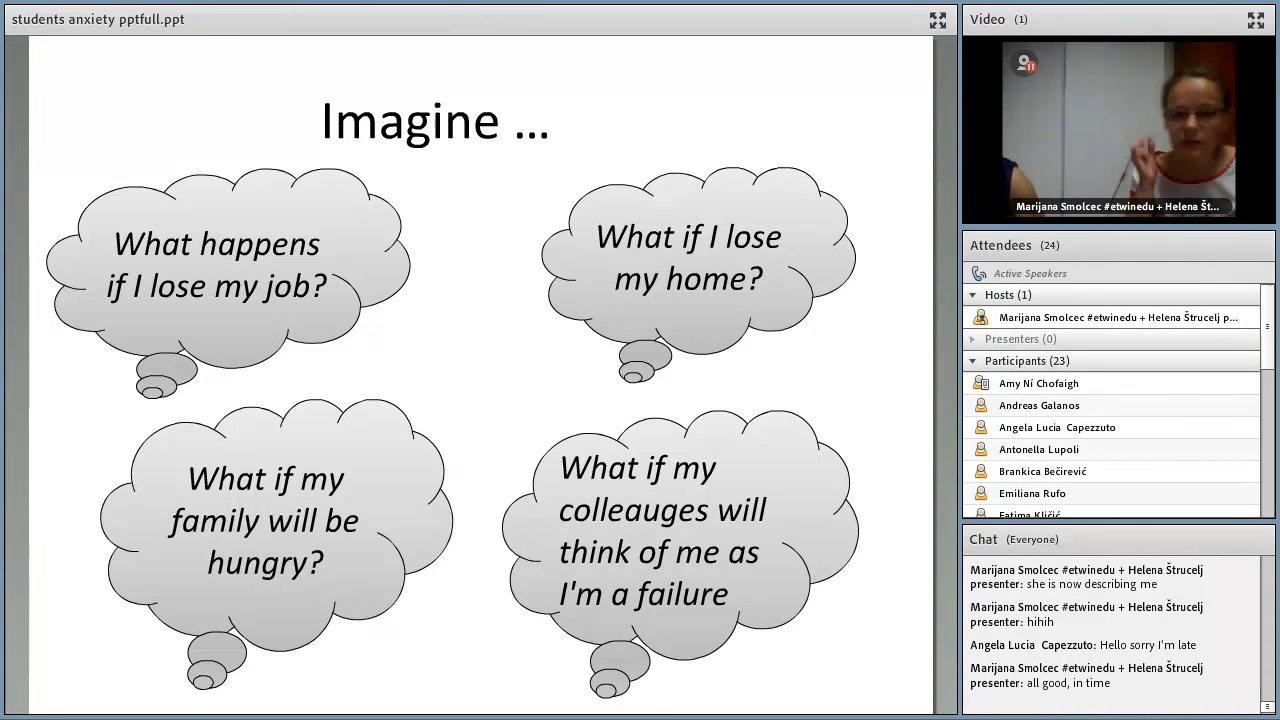 students anxiety pptfull.ppt
Imagine ...
What happens
if I lose my job?
What if I lose
my home?
What if my
family will be
hungry?
What if my
colleauges will
think of me as
I'm a failure
Video (1)
Marijana Smolcec #etwinedu + Helena Št...
Attendees (24)
Active Speakers
Hosts (1)
Marijana Smolcec #etwinedu + Helena Štrucelj p...
Presenters (0)
Participants (23)
Amy Ní Chofaigh
Andreas Galanos
Angela Lucia Capezzuto
Antonella Lupoli
Brankica Bečirević
Emiliana Rufo
Fatima Kličić
Chat (Everyone)
Marijana Smolcec #etwinedu + Helena Štrucelj
presenter: she is now describing me
Marijana Smolcec #etwinedu + Helena Štrucelj
presenter: hihih
Angela Lucia Capezzuto: Hello sorry I'm late
Marijana Smolcec #etwinedu + Helena Štrucelj
presenter: all good, in time